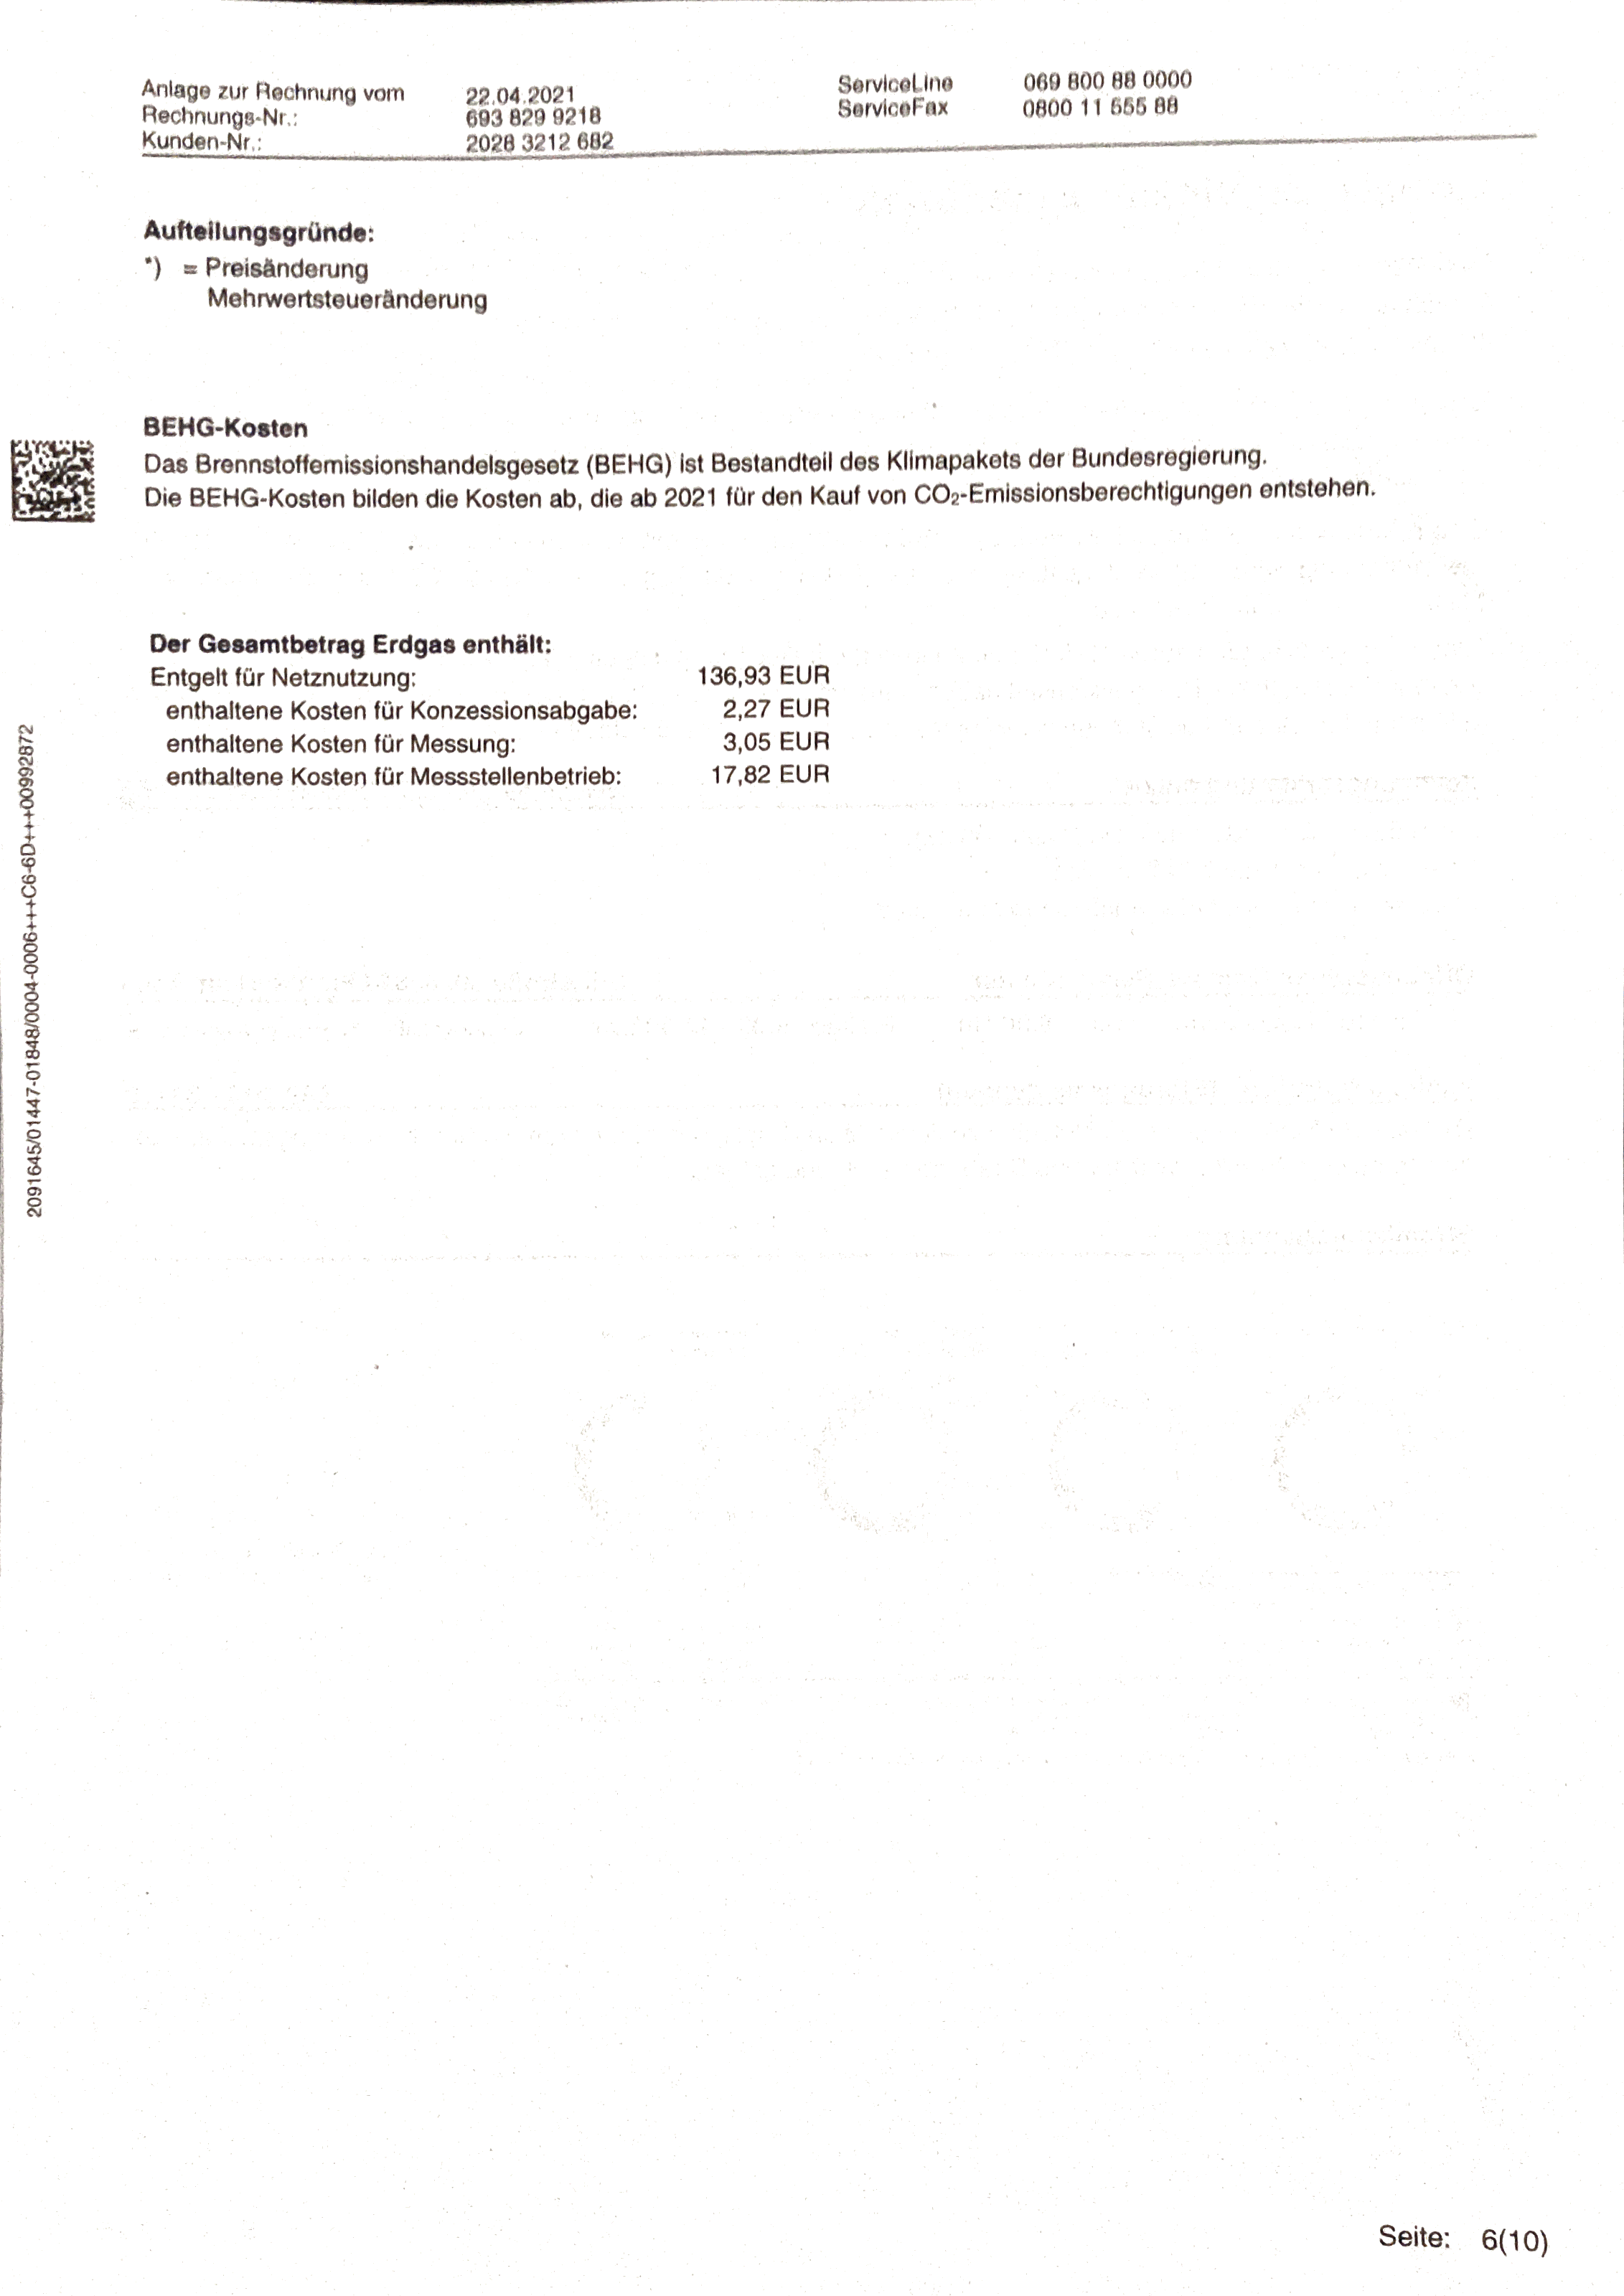 Anlage zur Rechnung vom 22.04.2021
Rechnungs-Nr.: 693 829 9218
Kunden-Nr.: 2028 3212 682
ServiceLine 069 800 88 0000
ServiceFax 0800 11 555 88
Aufteilungsgründe:
*) = Preisänderung
Mehrwertsteueränderung
BEHG-Kosten
Das Brennstoffemissionshandelsgesetz (BEHG) ist Bestandteil des Klimapakets der Bundesregierung.
Die BEHG-Kosten bilden die Kosten ab, die ab 2021 für den Kauf von CO₂-Emissionsberechtigungen entstehen.
Der Gesamtbetrag Erdgas enthält:
Entgelt für Netznutzung: 136,93 EUR
enthaltene Kosten für Konzessionsabgabe: 2,27 EUR
enthaltene Kosten für Messung: 3,05 EUR
enthaltene Kosten für Messstellenbetrieb: 17,82 EUR
2091645/01447-01848/0004-0006+++C6-6D+++00992872
Seite: 6(10)